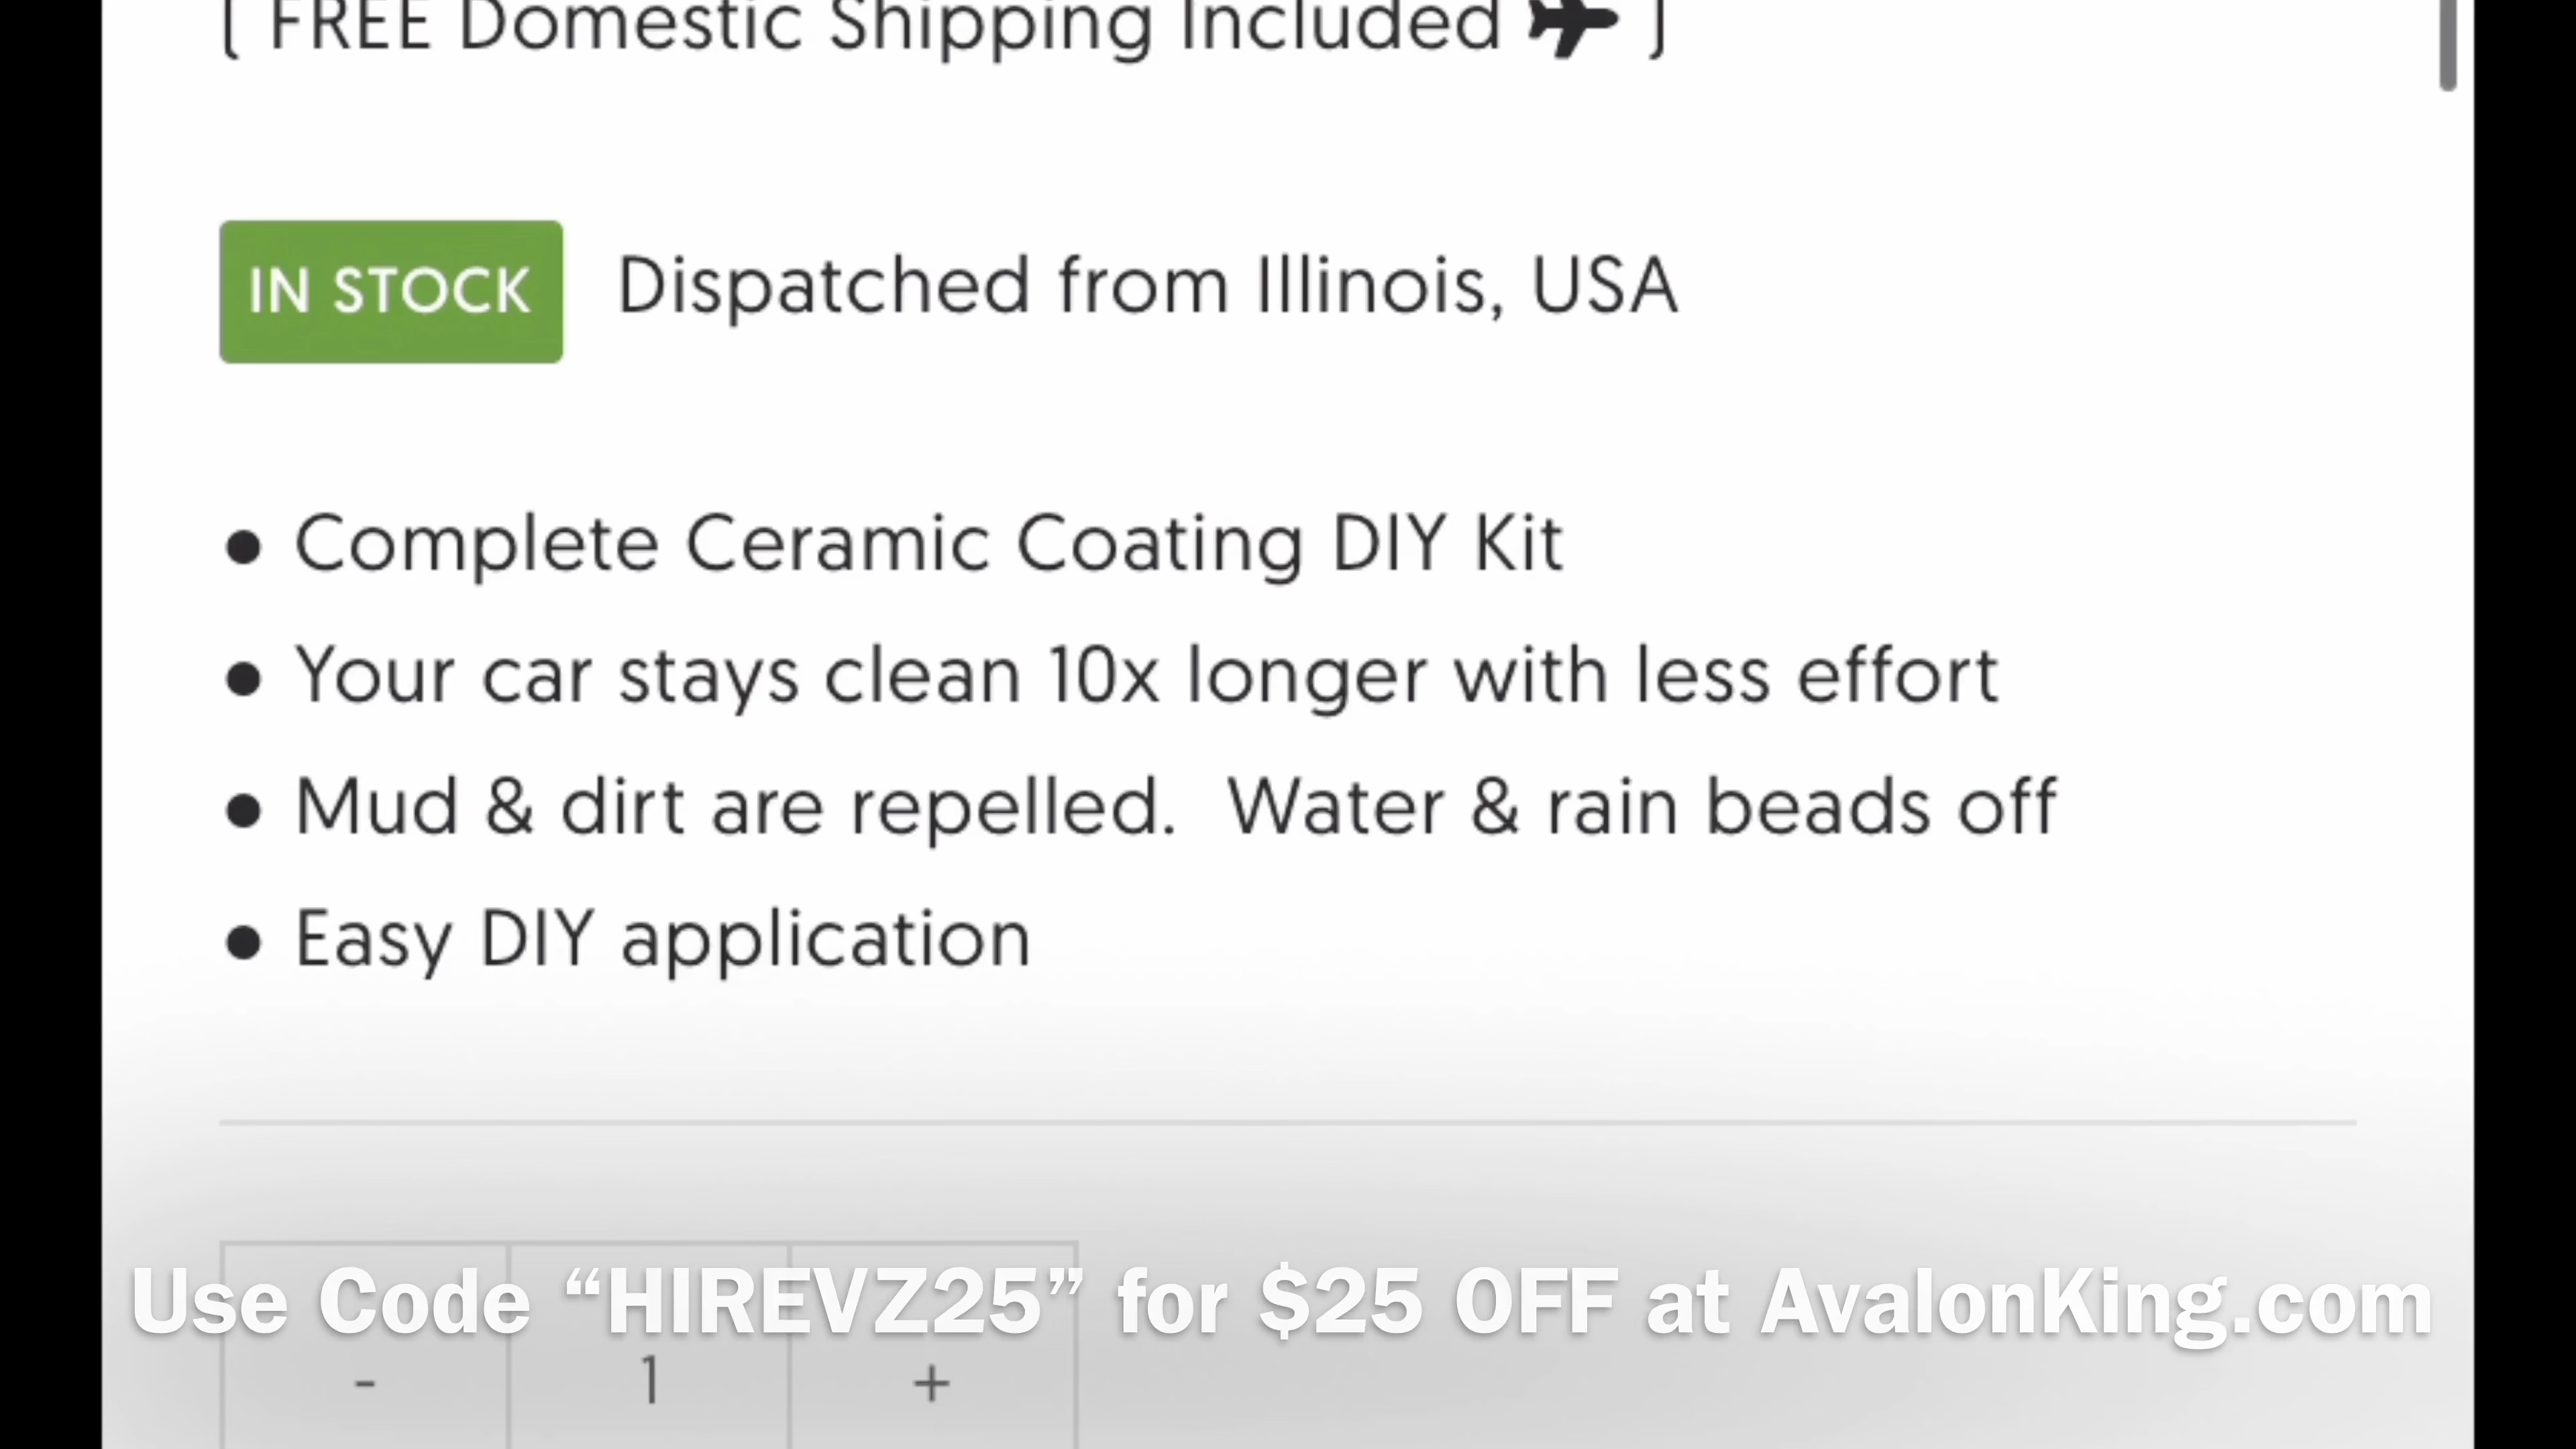 [ FREE Domestic Shipping Included ✈ ]
IN STOCK Dispatched from Illinois, USA
• Complete Ceramic Coating DIY Kit
• Your car stays clean 10x longer with less effort
• Mud & dirt are repelled. Water & rain beads off
• Easy DIY application
Use Code “HIREVZ25” for $25 OFF at AvalonKing.com
- 1 +